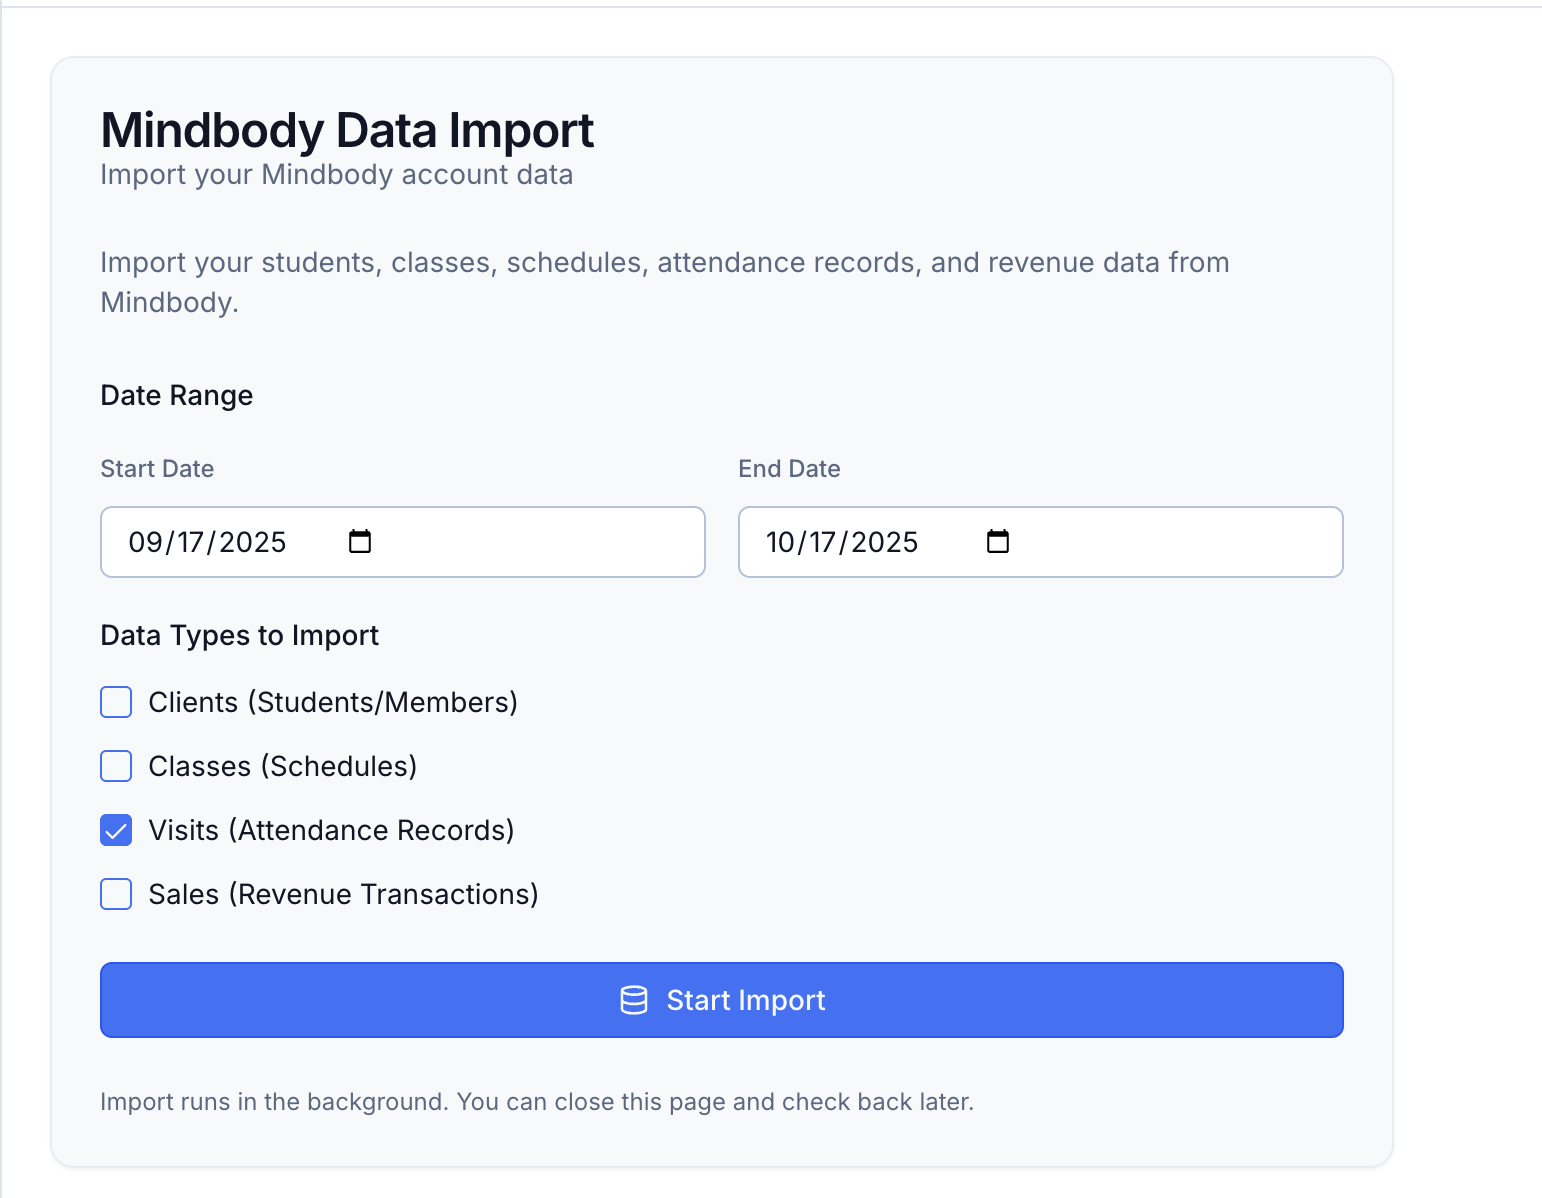 Mindbody Data Import
Import your Mindbody account data
Import your students, classes, schedules, attendance records, and revenue data from
Mindbody.
Date Range
Start Date
End Date
09/17/2025
10/17/2025
Data Types to Import
Clients (Students/Members)
Classes (Schedules)
Visits (Attendance Records)
Sales (Revenue Transactions)
Start Import
Import runs in the background. You can close this page and check back later.